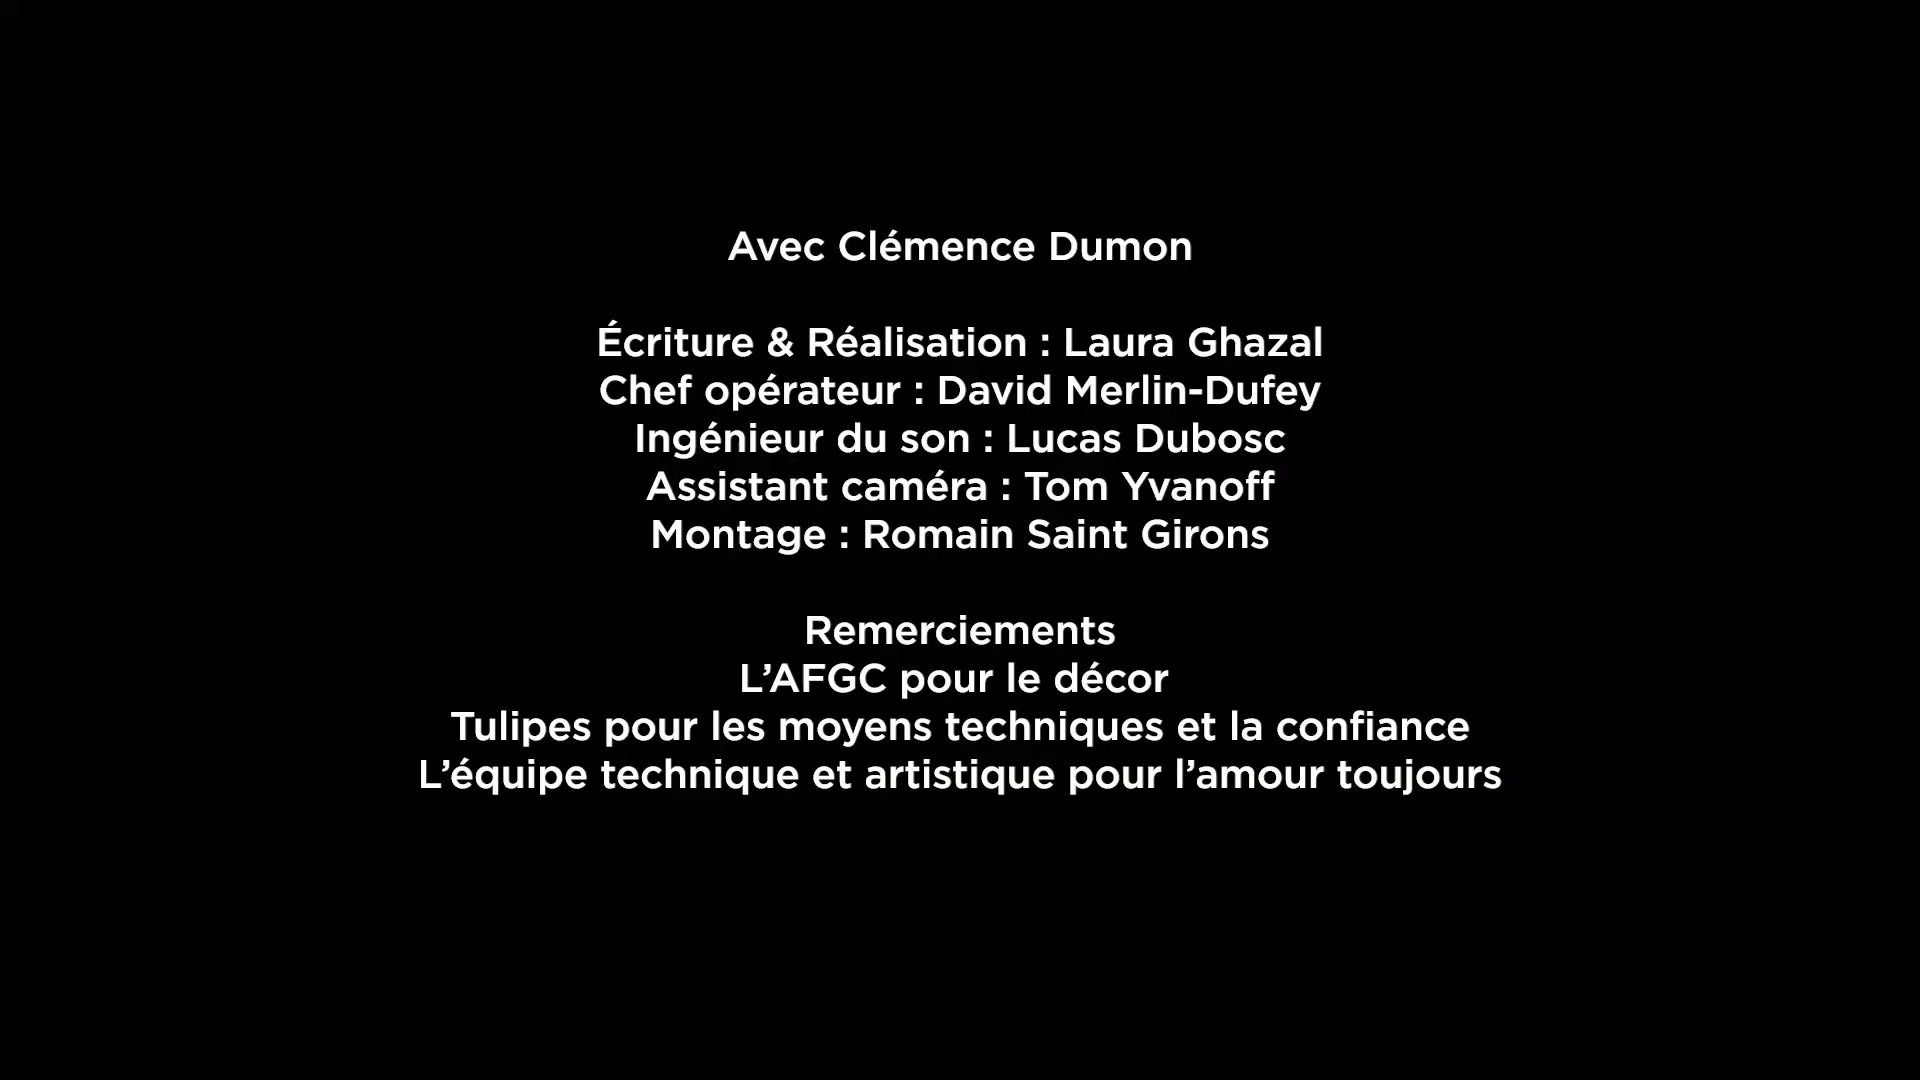 Avec Clémence Dumon
Écriture & Réalisation : Laura Ghazal
Chef opérateur : David Merlin-Dufey
Ingénieur du son : Lucas Dubosc
Assistant caméra : Tom Yvanoff
Montage : Romain Saint Girons
Remerciements
L’AFGC pour le décor
Tulipes pour les moyens techniques et la confiance
L’équipe technique et artistique pour l’amour toujours